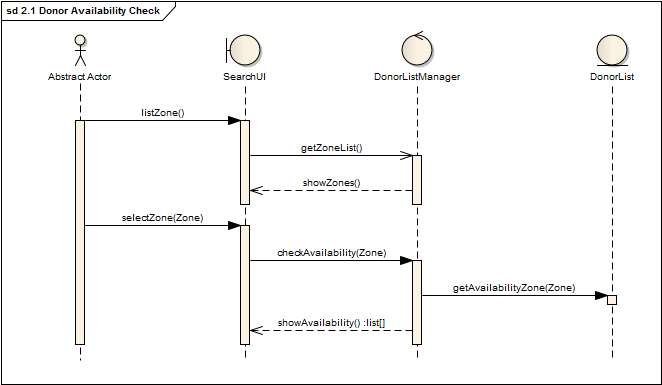 sd 2.1 Donor Availability Check
Abstract Actor
SearchUI
DonorListManager
DonorList
listZone()
getZoneList()
showZones()
selectZone(Zone)
checkAvailability(Zone)
getAvailabilityZone(Zone)
showAvailability() :list[]